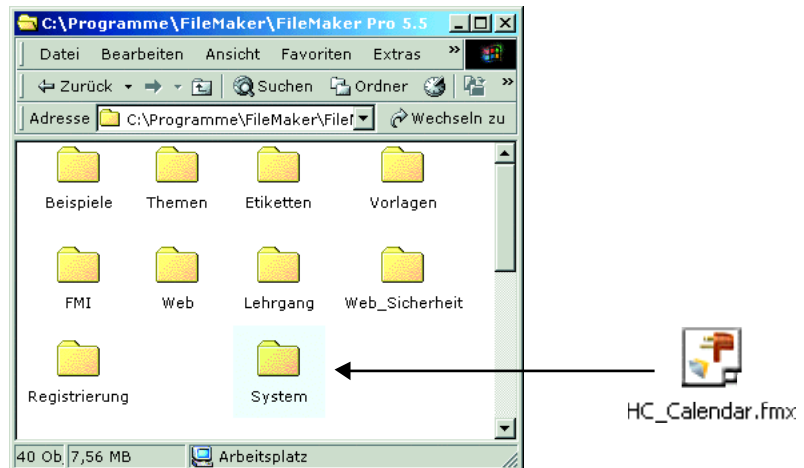 C:\Programme\FileMaker\FileMaker Pro 5.5
Datei Bearbeiten Ansicht Favoriten Extras »
Zurück Suchen Ordner »
Adresse C:\Programme\FileMaker\File Wechseln zu
Beispiele Themen Etiketten Vorlagen
FMI Web Lehrgang Web_Sicherheit
Registrierung System
HC_Calendar.fmx
40 Ob 7,56 MB Arbeitsplatz